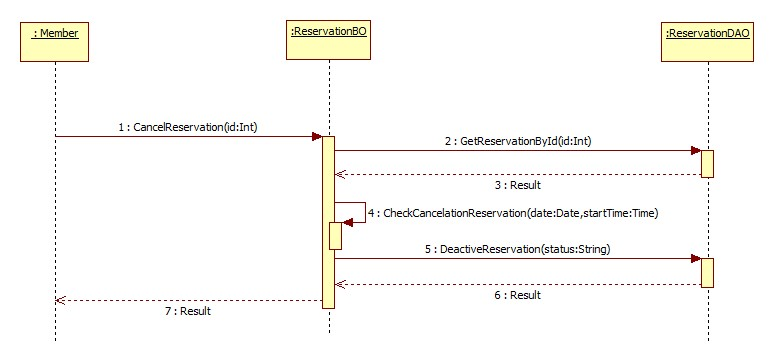 : Member
:ReservationBO
:ReservationDAO
1 : CancelReservation(id:Int)
2 : GetReservationById(id:Int)
3 : Result
4 : CheckCancelationReservation(date:Date,startTime:Time)
5 : DeactiveReservation(status:String)
6 : Result
7 : Result